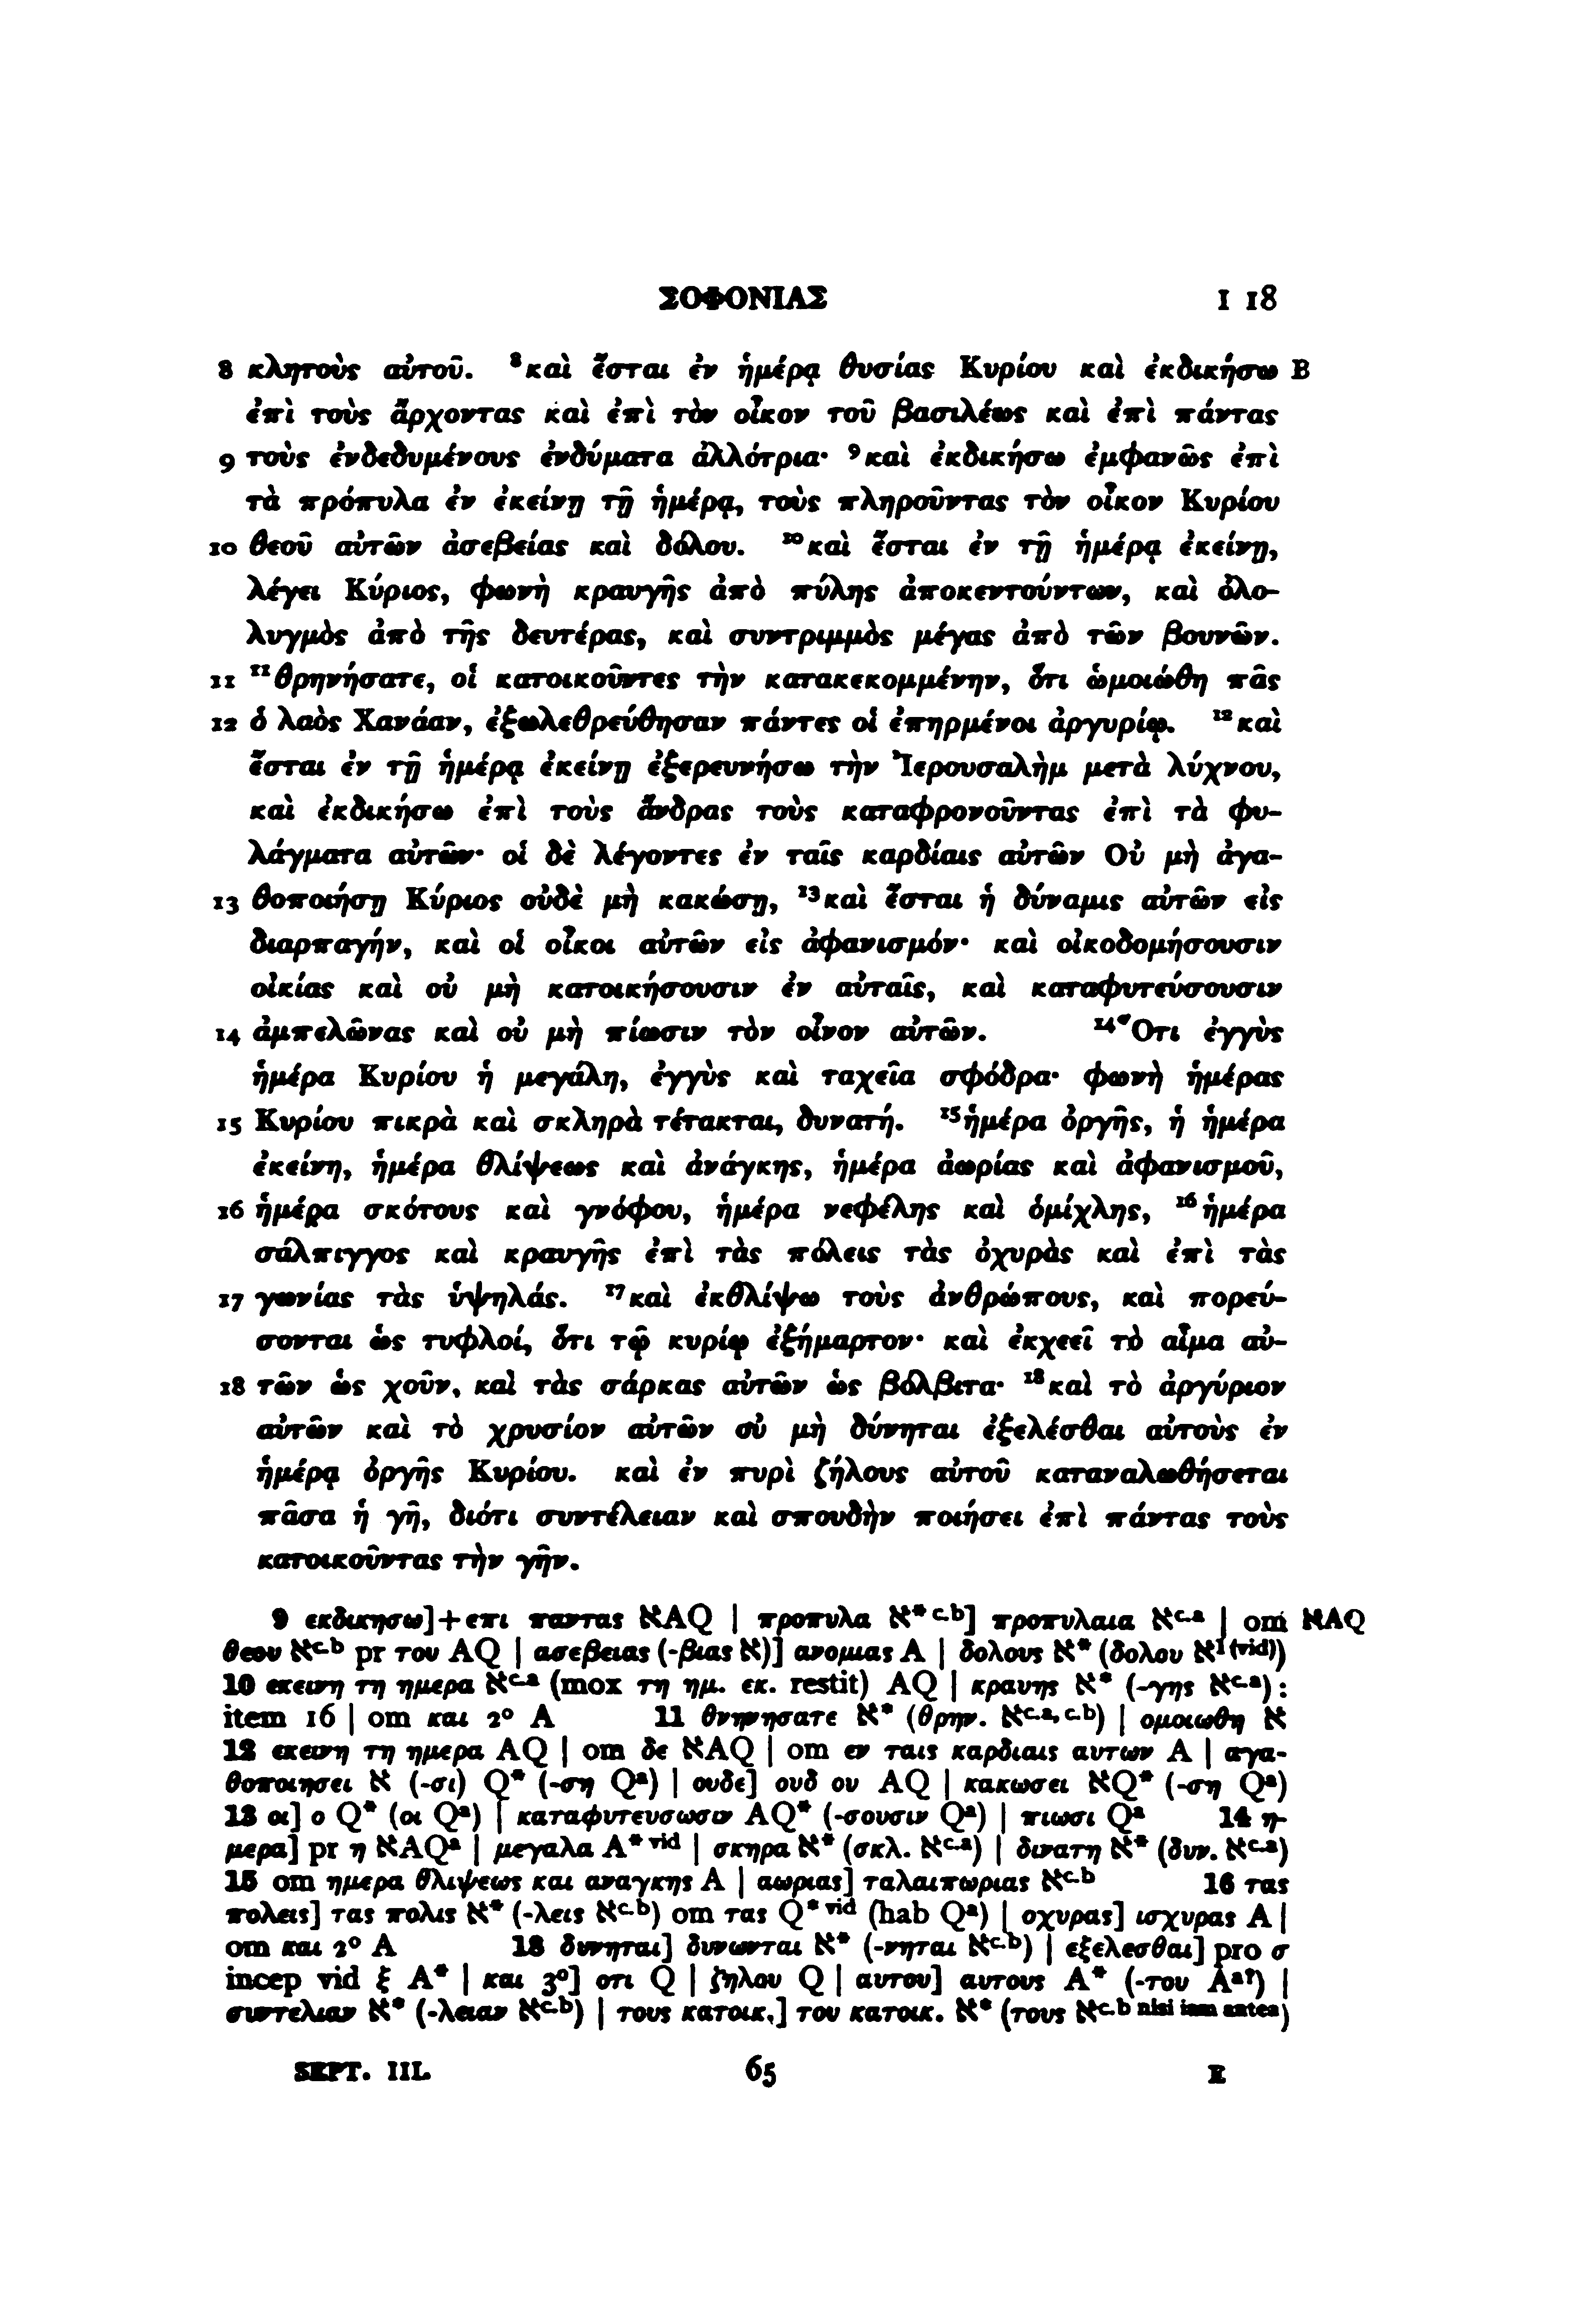 ΣΟΦΟΝΙΑΣ I 18
8 κλητοὺς αὐτοῦ. ⁸καὶ ἔσται ἐν ἡμέρᾳ θυσίας Κυρίου καὶ ἐκδικήσω B
ἐπὶ τοὺς ἄρχοντας καὶ ἐπὶ τὸν οἶκον τοῦ βασιλέως καὶ ἐπὶ πάντας
9 τοὺς ἐνδεδυμένους ἐνδύματα ἀλλότρια· ⁹καὶ ἐκδικήσω ἐμφανῶς ἐπὶ
τὰ πρόπυλα ἐν ἐκείνῃ τῇ ἡμέρᾳ, τοὺς πληροῦντας τὸν οἶκον Κυρίου
10 θεοῦ αὐτῶν ἀσεβείας καὶ δόλου. ¹⁰καὶ ἔσται ἐν τῇ ἡμέρᾳ ἐκείνῃ,
λέγει Κύριος, φωνὴ κραυγῆς ἀπὸ πύλης ἀποκεντούντων, καὶ ὀλο-
λυγμὸς ἀπὸ τῆς δευτέρας, καὶ συντριμμὸς μέγας ἀπὸ τῶν βουνῶν.
11 ¹¹θρηνήσατε, οἱ κατοικοῦντες τὴν κατακεκομμένην, ὅτι ὡμοιώθη πᾶς
12 ὁ λαὸς Χανάαν, ἐξωλεθρεύθησαν πάντες οἱ ἐπηρμένοι ἀργυρίῳ. ¹²καὶ
ἔσται ἐν τῇ ἡμέρᾳ ἐκείνῃ ἐξερευνήσω τὴν Ἰερουσαλὴμ μετὰ λύχνου,
καὶ ἐκδικήσω ἐπὶ τοὺς ἄνδρας τοὺς καταφρονοῦντας ἐπὶ τὰ φυ-
λάγματα αὐτῶν· οἱ δὲ λέγοντες ἐν ταῖς καρδίαις αὐτῶν Οὐ μὴ ἀγα-
13 θοποιήσῃ Κύριος οὐδὲ μὴ κακώσῃ, ¹³καὶ ἔσται ἡ δύναμις αὐτῶν εἰς
διαρπαγήν, καὶ οἱ οἶκοι αὐτῶν εἰς ἀφανισμόν· καὶ οἰκοδομήσουσιν
οἰκίας καὶ οὐ μὴ κατοικήσουσιν ἐν αὐταῖς, καὶ καταφυτεύσουσιν
14 ἀμπελῶνας καὶ οὐ μὴ πίωσιν τὸν οἶνον αὐτῶν. ¹⁴Ὅτι ἐγγὺς
ἡμέρα Κυρίου ἡ μεγάλη, ἐγγὺς καὶ ταχεῖα σφόδρα· φωνὴ ἡμέρας
15 Κυρίου πικρὰ καὶ σκληρὰ τέτακται, δυνατή. ¹⁵ἡμέρα ὀργῆς, ἡ ἡμέρα
ἐκείνη, ἡμέρα θλίψεως καὶ ἀνάγκης, ἡμέρα ἀωρίας καὶ ἀφανισμοῦ,
16 ἡμέρα σκότους καὶ γνόφου, ἡμέρα νεφέλης καὶ ὁμίχλης, ¹⁶ἡμέρα
σάλπιγγος καὶ κραυγῆς ἐπὶ τὰς πόλεις τὰς ὀχυρὰς καὶ ἐπὶ τὰς
17 γωνίας τὰς ὑψηλάς. ¹⁷καὶ ἐκθλίψω τοὺς ἀνθρώπους, καὶ πορεύ-
σονται ὡς τυφλοί, ὅτι τῷ κυρίῳ ἐξήμαρτον· καὶ ἐκχεεῖ τὸ αἷμα αὐ-
18 τῶν ὡς χοῦν, καὶ τὰς σάρκας αὐτῶν ὡς βόλβιτα· ¹⁸καὶ τὸ ἀργύριον
αὐτῶν καὶ τὸ χρυσίον αὐτῶν οὐ μὴ δύνηται ἐξελέσθαι αὐτοὺς ἐν
ἡμέρᾳ ὀργῆς Κυρίου. καὶ ἐν πυρὶ ζήλους αὐτοῦ καταναλωθήσεται
πᾶσα ἡ γῆ, διότι συντέλειαν καὶ σπουδὴν ποιήσει ἐπὶ πάντας τοὺς
κατοικοῦντας τὴν γῆν.
9 εκδικησω]+επι παντας ℵAQ | προπυλα ℵ* c.b] προπυλαια ℵc.a | om ℵAQ
θεου ℵc.b pr του AQ | ασεβειας (-βιας ℵ)] ανομιας A | δολους ℵ* (δολου ℵ1 (vid))
10 εκεινη τη ημερα ℵc.a (mox τη ημ. εκ. restit) AQ | κραυης ℵ* (-γης ℵc.a):
item 16 | om και 2° A 11 θνηνησατε ℵ* (θρην. ℵc.a, c.b) | ομοιωθη ℵ
12 εκεινη τη ημερα AQ | om δε ℵAQ | om εν ταις καρδιαις αυτων A | αγα-
θοποιησει ℵ (-σι) Q* (-ση Qa) | ουδε] ουδ ου AQ | κακωσει ℵQ* (-ση Qa)
13 οι] ο Q* (οι Qa) | καταφυτευσωσιν AQ* (-σουσιν Qa) | πιωσι Qa 14 η-
μερα] pr η ℵAQa | μεγαλα A* vid | σκηρα ℵ* (σκλ. ℵc.a) | δινατη ℵ* (δυν. ℵc.a)
15 om ημερα θλιψεως και αναγκης A | αωριας] ταλαιπωριας ℵc.b 16 τας
πολεις] τας πολις ℵ* (-λεις ℵc.b) om τας Q* vid (hab Qa) | οχυρας] ισχυρας A |
om και 2° A 18 δυνηται] δυνωνται ℵ* (-νηται ℵc.b) | εξελεσθαι] pro σ
incep vid ξ A* | και 3°] οτι Q | ζηλου Q | αυτου] αυτους A* (-του Aa?) |
συντελιαν ℵ* (-λειαν ℵc.b) | τους κατοικ.] του κατοικ. ℵ* (τους ℵc.b nisi iam antea)
SEPT. III. 65 E